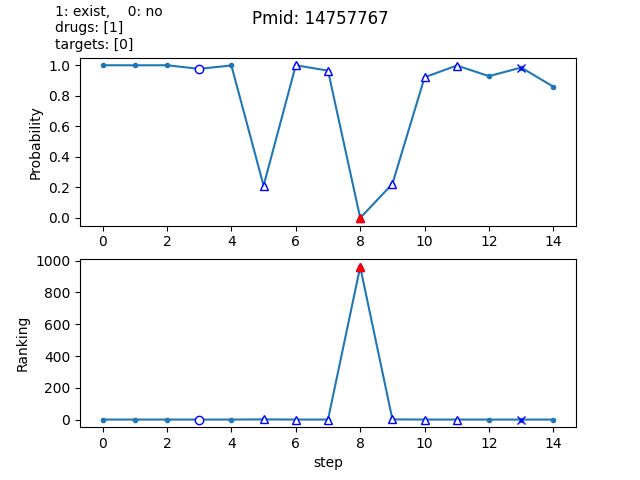 1: exist,    0: no
drugs: [1]
targets: [0]
Pmid: 14757767
Probability
1.0
0.8
0.6
0.4
0.2
0.0
0 2 4 6 8 10 12 14
Ranking
1000
800
600
400
200
0
0 2 4 6 8 10 12 14
step